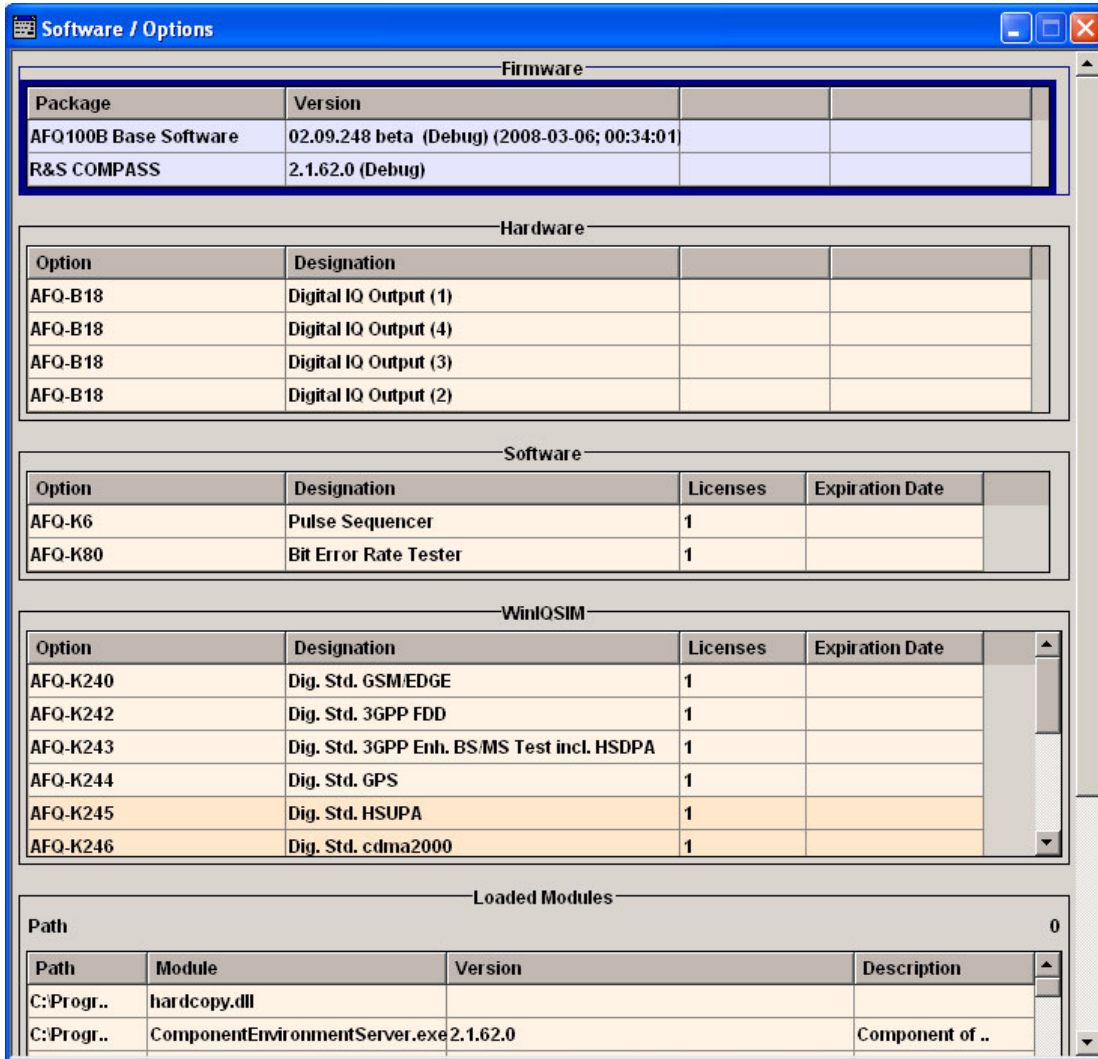 Software / Options
Firmware
Package Version
AFQ100B Base Software 02.09.248 beta (Debug) (2008-03-06; 00:34:01)
R&S COMPASS 2.1.62.0 (Debug)
Hardware
Option Designation
AFQ-B18 Digital IQ Output (1)
AFQ-B18 Digital IQ Output (4)
AFQ-B18 Digital IQ Output (3)
AFQ-B18 Digital IQ Output (2)
Software
Option Designation Licenses Expiration Date
AFQ-K6 Pulse Sequencer 1
AFQ-K80 Bit Error Rate Tester 1
WinIQSIM
Option Designation Licenses Expiration Date
AFQ-K240 Dig. Std. GSM/EDGE 1
AFQ-K242 Dig. Std. 3GPP FDD 1
AFQ-K243 Dig. Std. 3GPP Enh. BS/MS Test incl. HSDPA 1
AFQ-K244 Dig. Std. GPS 1
AFQ-K245 Dig. Std. HSUPA 1
AFQ-K246 Dig. Std. cdma2000 1
Loaded Modules
Path 0
Path Module Version Description
C:\Progr.. hardcopy.dll
C:\Progr.. ComponentEnvironmentServer.exe 2.1.62.0 Component of ..